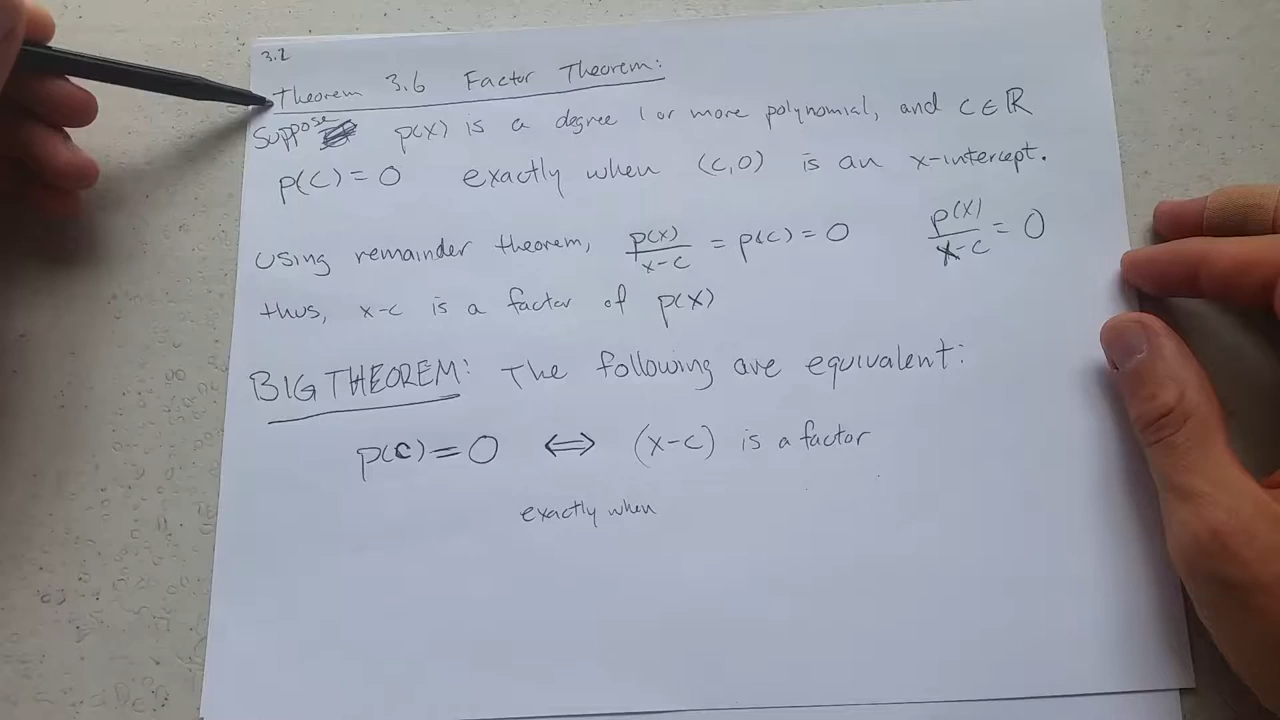 3.2
Theorem 3.6 Factor Theorem:
Suppose p(x) is a degree 1 or more polynomial, and c∈ℝ
p(c)=0 exactly when (c,0) is an x-intercept.
Using remainder theorem, p(x)/x-c = p(c) = 0 p(x)/x-c = 0
thus, x-c is a factor of p(x)
BIG THEOREM: The following are equivalent:
p(c)=0 ⟺ (x-c) is a factor
exactly when